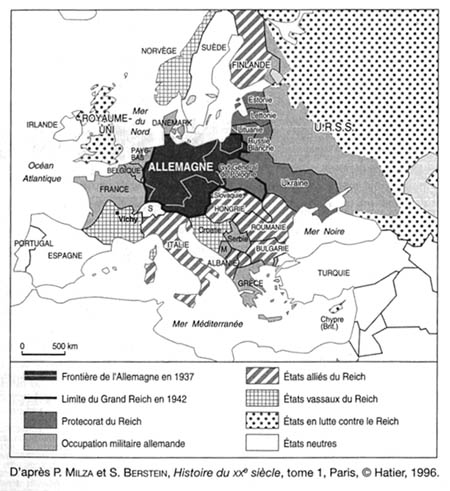 NORVÈGE
SUÈDE
FINLANDE
Mer
du
Nord
ROYAUME-
UNI
IRLANDE
DANEMARK
Estonie
Lettonie
Lituanie
Russie
Blanche
U.R.S.S.
PAYS-
BAS
BELGIQUE
ALLEMAGNE
Océan
Atlantique
FRANCE
Ukraine
Slovaquie
HONGRIE
S
Vichy
Croatie
Serbie
ROUMANIE
Mer Noire
ITALIE
M
BULGARIE
ALBANIE
PORTUGAL
ESPAGNE
GRÈCE
TURQUIE
Mer Méditerranée
Chypre
(Brit.)
0 500 km
Frontière de l'Allemagne en 1937
Limite du Grand Reich en 1942
Protecorat du Reich
Occupation militaire allemande
États alliés du Reich
États vassaux du Reich
États en lutte contre le Reich
États neutres
D'après P. MILZA et S. BERSTEIN, Histoire du XXe siècle, tome 1, Paris, © Hatier, 1996.